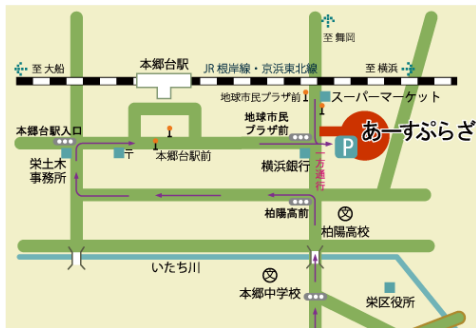 至 舞岡
至 大船
本郷台駅
JR 根岸線・京浜東北線
至 横浜
地球市民プラザ前
スーパーマーケット
本郷台駅入口
地球市民
プラザ前
あーすぷらざ
P
栄土木
事務所
〒
本郷台駅前
横浜銀行
一方通行
柏陽高前
文
柏陽高校
いたち川
文
本郷中学校
栄区役所